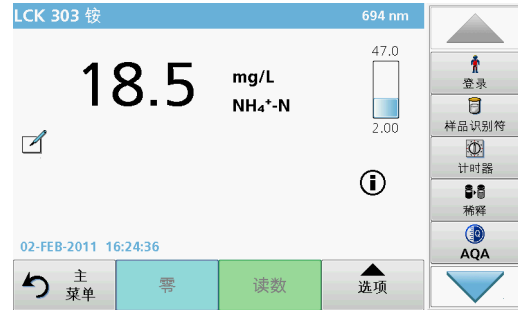 LCK 303 铵 694 nm
47.0
18.5 mg/L
NH₄⁺-N
2.00
02-FEB-2011 16:24:36
主
菜单
零
读数
选项
登录
样品识别符
计时器
稀释
AQA